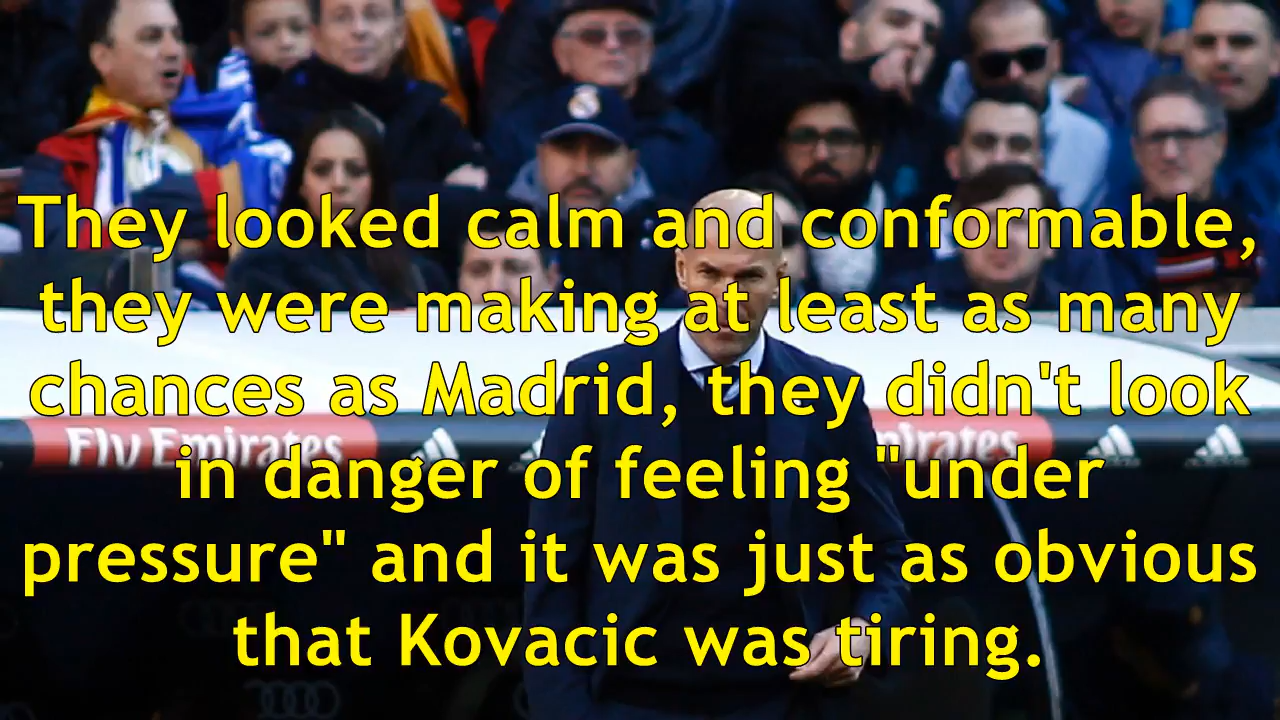 They looked calm and conformable,
they were making at least as many
chances as Madrid, they didn't look
in danger of feeling "under
pressure" and it was just as obvious
that Kovacic was tiring.
Fly Emirates